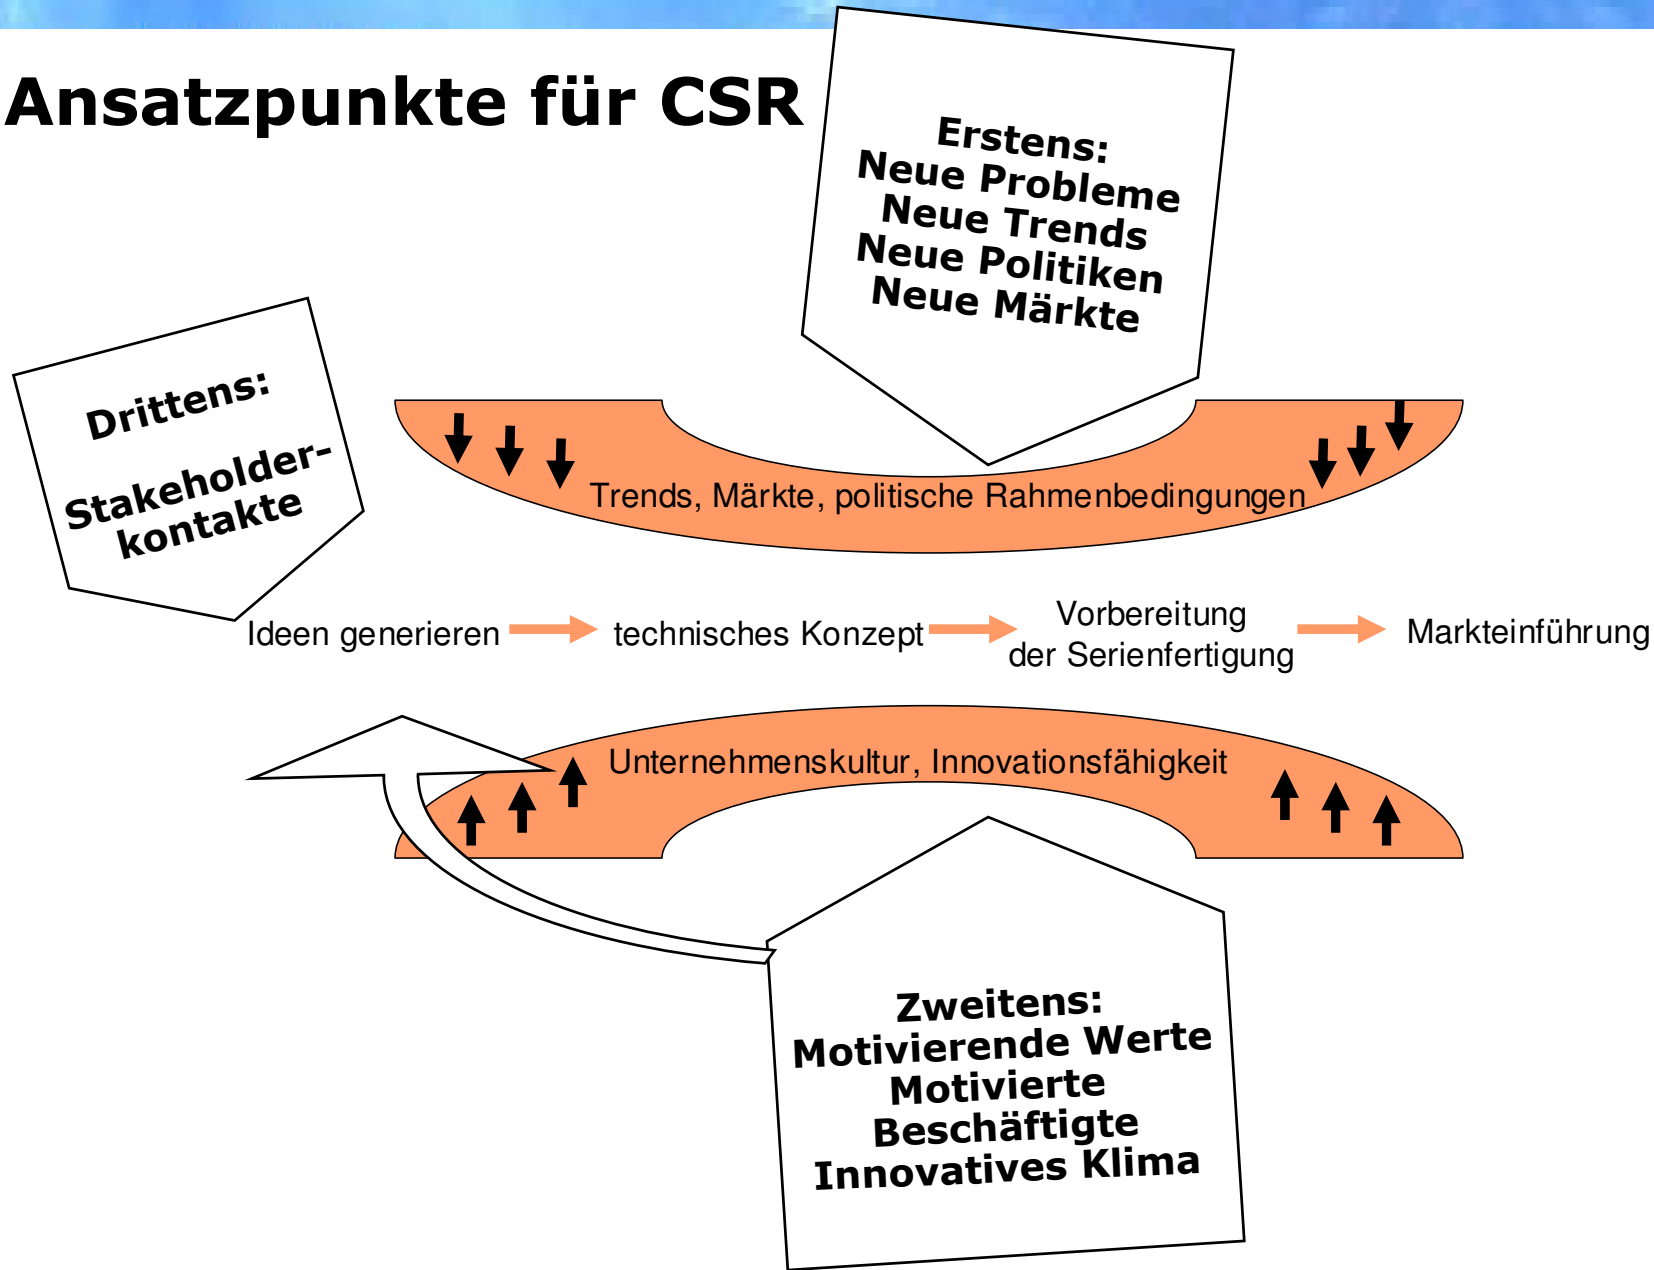 Ansatzpunkte für CSR
Erstens:
Neue Probleme
Neue Trends
Neue Politiken
Neue Märkte
Drittens:
Stakeholder-
kontakte
Trends, Märkte, politische Rahmenbedingungen
Ideen generieren
technisches Konzept
Vorbereitung
der Serienfertigung
Markteinführung
Unternehmenskultur, Innovationsfähigkeit
Zweitens:
Motivierende Werte
Motivierte
Beschäftigte
Innovatives Klima